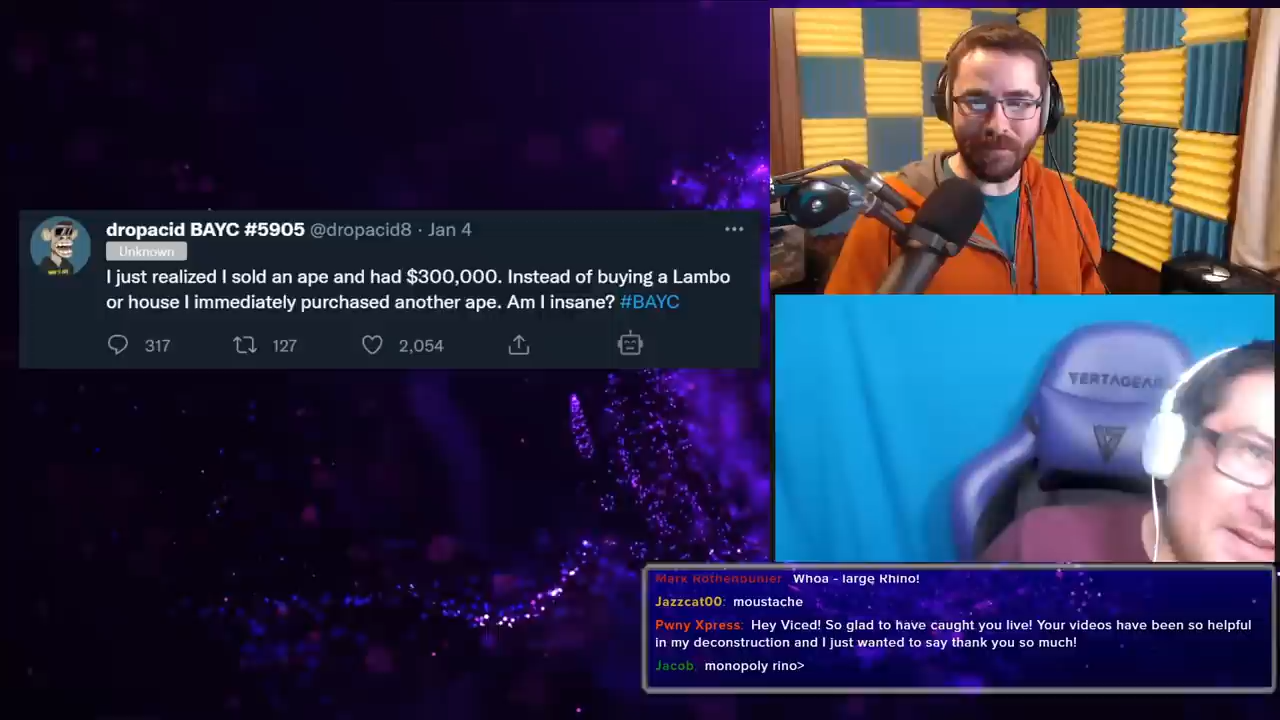 dropacid BAYC #5905 @dropacid8 · Jan 4
Unknown
I just realized I sold an ape and had $300,000. Instead of buying a Lambo
or house I immediately purchased another ape. Am I insane? #BAYC
317 127 2,054
VERTAGEAR
Whoa - large Rhino!
Jazzcat00: moustache
Pwny Xpress: Hey Viced! So glad to have caught you live! Your videos have been so helpful
in my deconstruction and I just wanted to say thank you so much!
Jacob: monopoly rino>